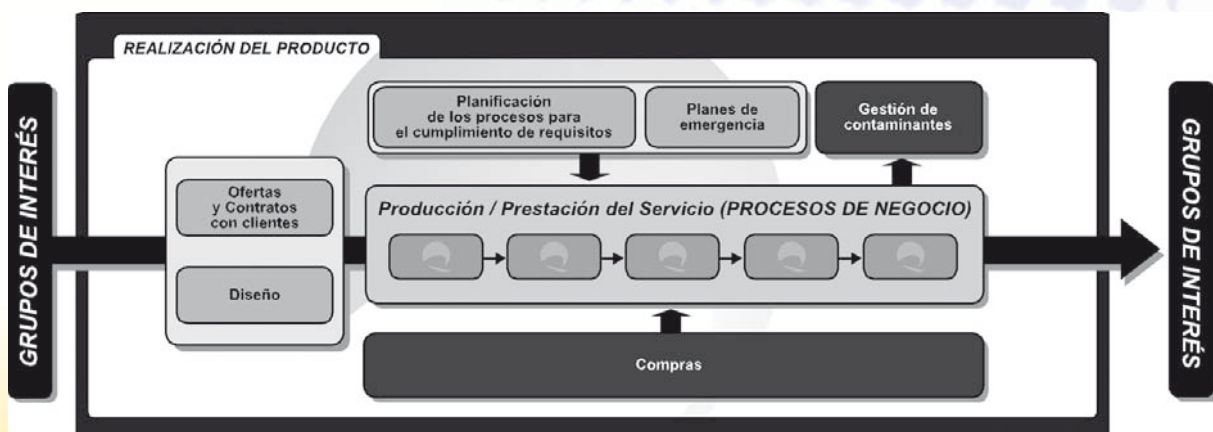 REALIZACIÓN DEL PRODUCTO
GRUPOS DE INTERÉS
Ofertas
y Contratos
con clientes
Diseño
Planificación
de los procesos para
el cumplimiento de requisitos
Planes de
emergencia
Gestión de
contaminantes
Producción / Prestación del Servicio (PROCESOS DE NEGOCIO)
Compras
GRUPOS DE INTERÉS